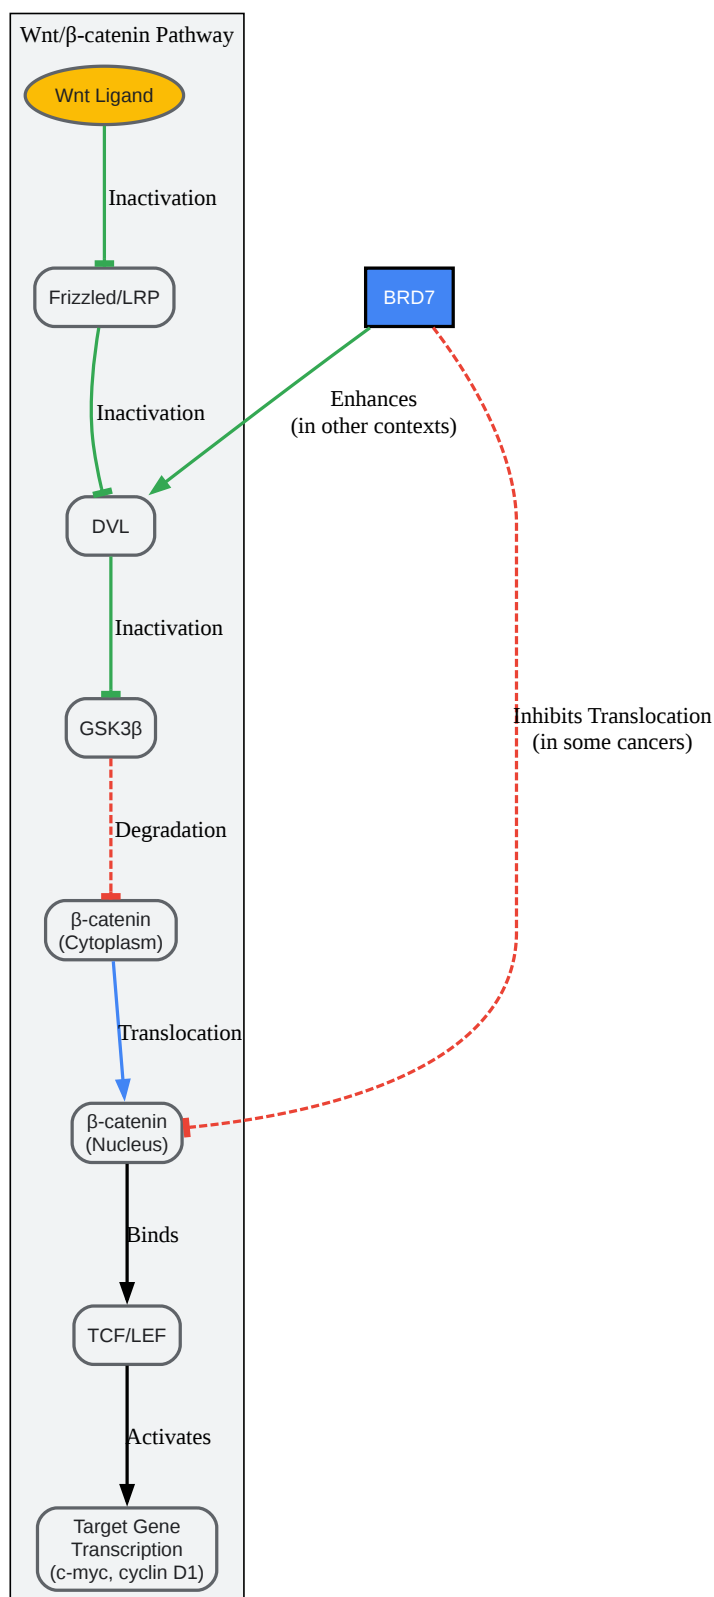 Wnt/β-catenin Pathway
Wnt Ligand
Inactivation
Frizzled/LRP
BRD7
Inactivation
Enhances
(in other contexts)
DVL
Inactivation
GSK3β
Inhibits Translocation
(in some cancers)
Degradation
β-catenin
(Cytoplasm)
Translocation
β-catenin
(Nucleus)
Binds
TCF/LEF
Activates
Target Gene
Transcription
(c-myc, cyclin D1)